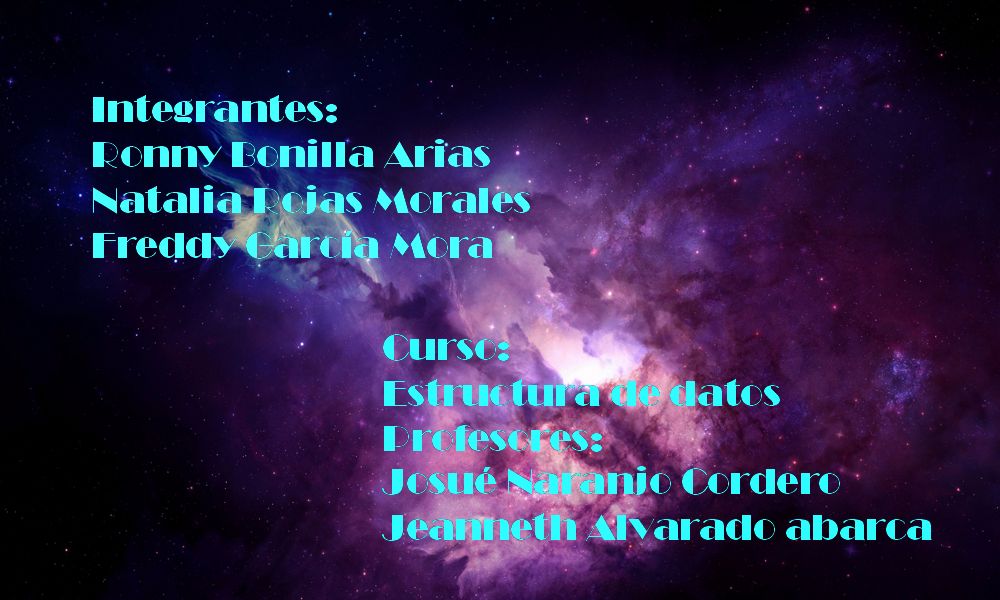 Integrantes:
Ronny Bonilla Arias
Natalia Rojas Morales
Freddy García Mora
Curso:
Estructura de datos
Profesores:
Josué Naranjo Cordero
Jeanneth Alvarado abarca